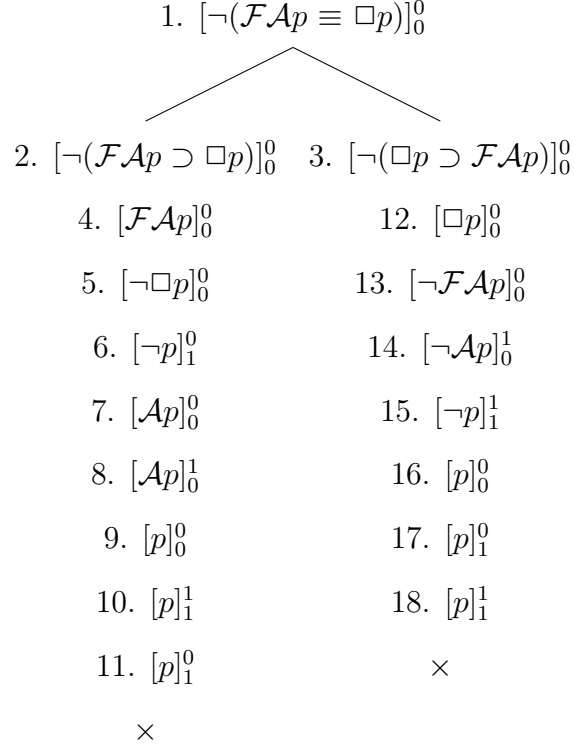 1. [¬(ℱ𝒜p ≡ □p)]⁰₀
2. [¬(ℱ𝒜p ⊃ □p)]⁰₀ 3. [¬(□p ⊃ ℱ𝒜p)]⁰₀
4. [ℱ𝒜p]⁰₀ 12. [□p]⁰₀
5. [¬□p]⁰₀ 13. [¬ℱ𝒜p]⁰₀
6. [¬p]⁰₁ 14. [¬𝒜p]¹₀
7. [𝒜p]⁰₀ 15. [¬p]¹₁
8. [𝒜p]¹₀ 16. [p]⁰₀
9. [p]⁰₀ 17. [p]⁰₁
10. [p]¹₁ 18. [p]¹₁
11. [p]⁰₁ ×
×